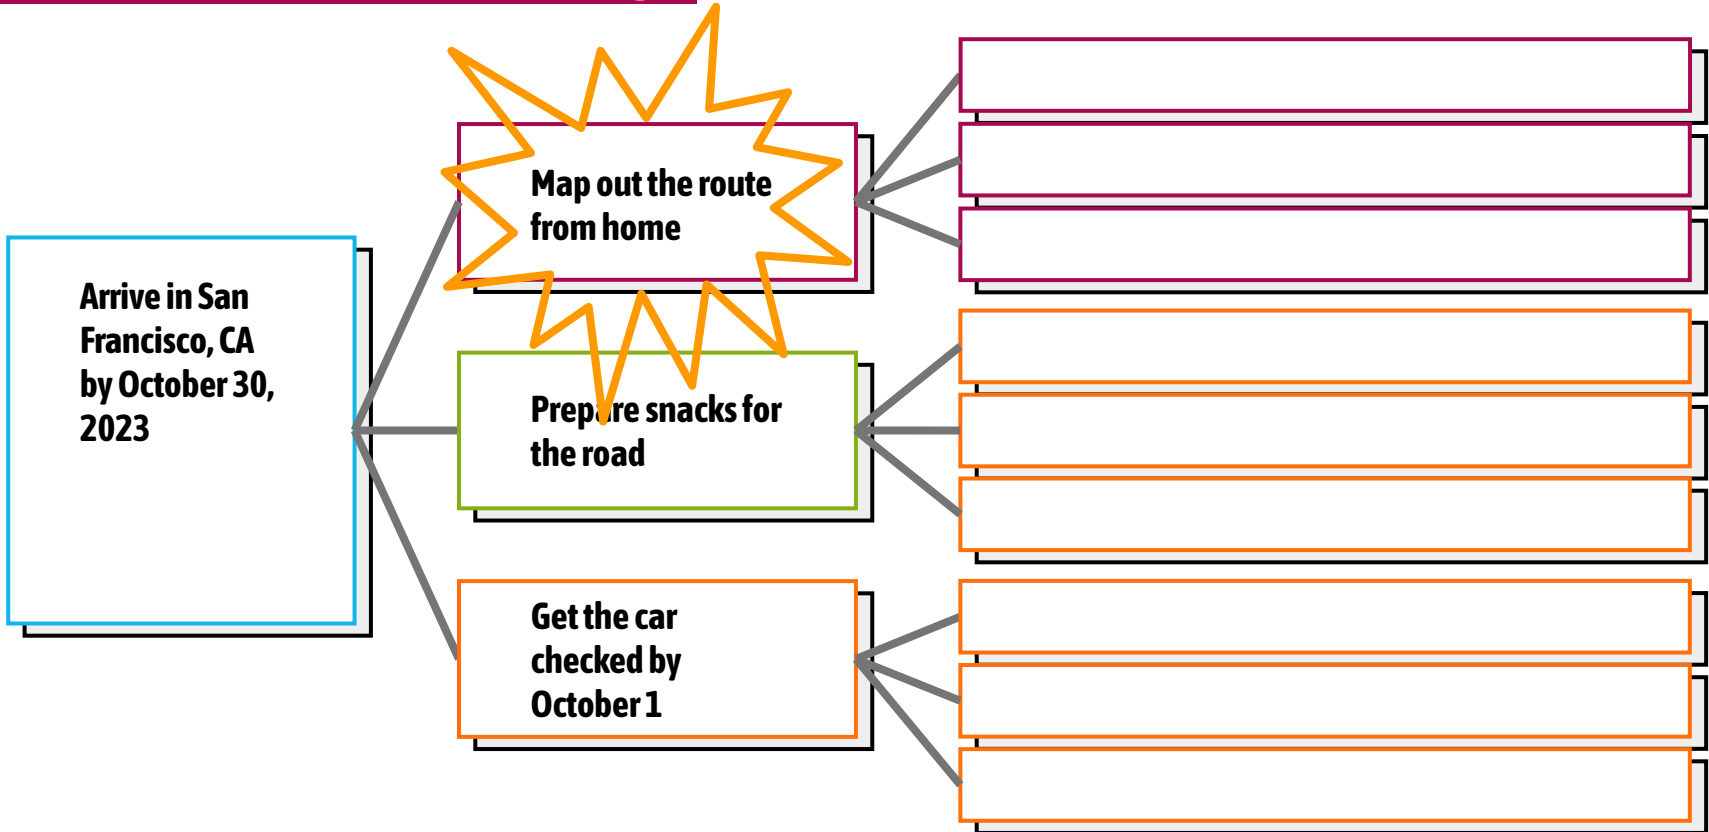 Arrive in San
Francisco, CA
by October 30,
2023
Map out the route
from home
Prepare snacks for
the road
Get the car
checked by
October 1